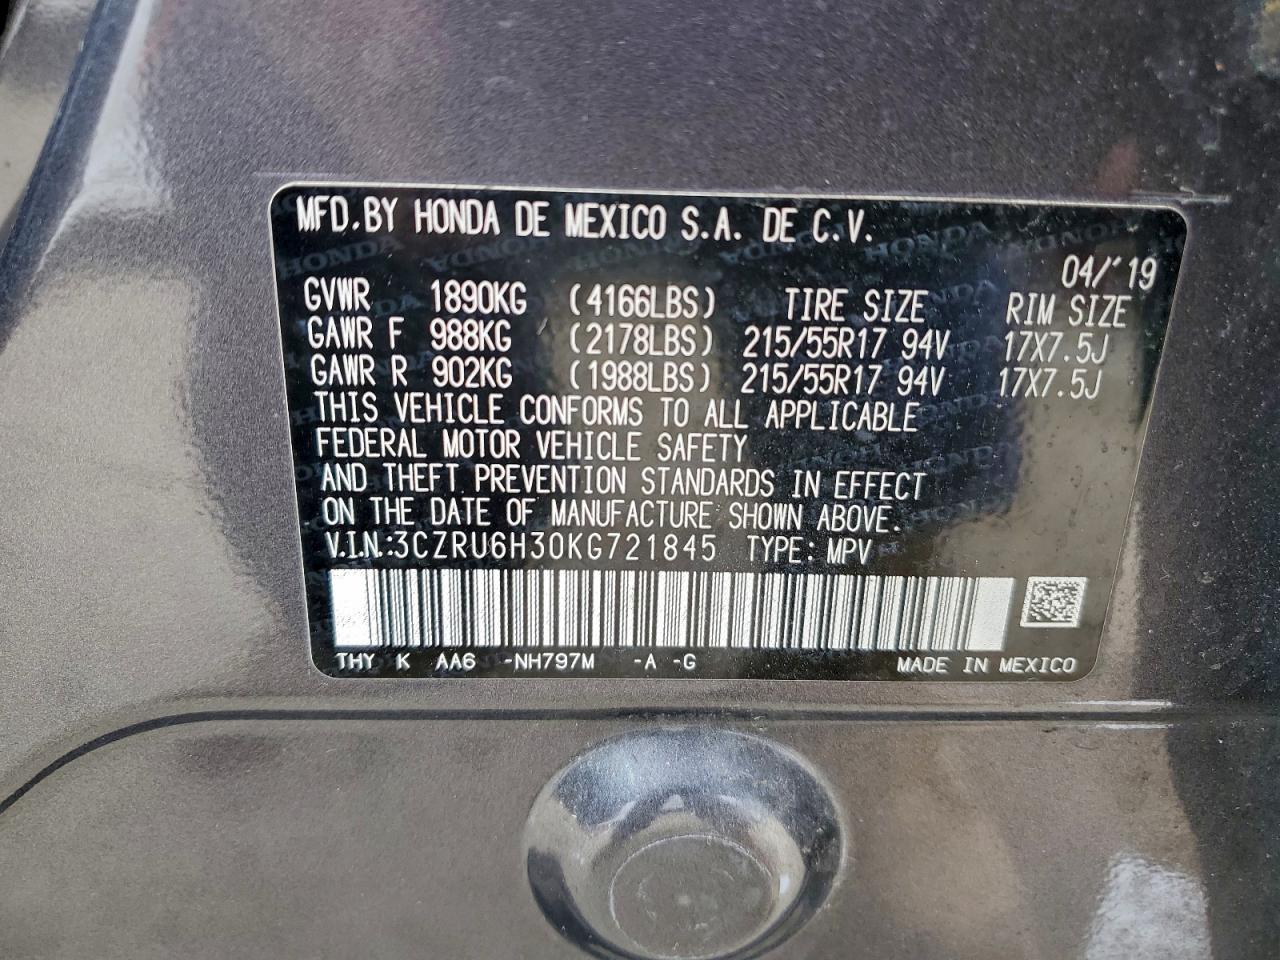 MFD.BY HONDA DE MEXICO S.A. DE C.V.
04/'19
GVWR 1890KG (4166LBS) TIRE SIZE RIM SIZE
GAWR F 988KG (2178LBS) 215/55R17 94V 17X7.5J
GAWR R 902KG (1988LBS) 215/55R17 94V 17X7.5J
THIS VEHICLE CONFORMS TO ALL APPLICABLE
FEDERAL MOTOR VEHICLE SAFETY
AND THEFT PREVENTION STANDARDS IN EFFECT
ON THE DATE OF MANUFACTURE SHOWN ABOVE.
V.I.N.:3CZRU6H30KG721845 TYPE: MPV
THY K AA6 -NH797M -A -G MADE IN MEXICO